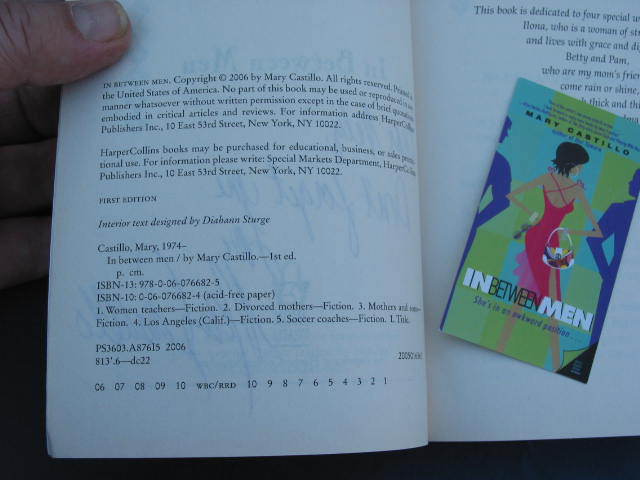 IN BETWEEN MEN. Copyright © 2006 by Mary Castillo. All rights reserved. Printed in
the United States of America. No part of this book may be used or reproduced in any
manner whatsoever without written permission except in the case of brief quotations
embodied in critical articles and reviews. For information address HarperCollins
Publishers Inc., 10 East 53rd Street, New York, NY 10022.
HarperCollins books may be purchased for educational, business, or sales promo-
tional use. For information please write: Special Markets Department, HarperCollins
Publishers Inc., 10 East 53rd Street, New York, NY 10022.
FIRST EDITION
Interior text designed by Diahann Sturge
Castillo, Mary, 1974–
In between men / by Mary Castillo.—1st ed.
p. cm.
ISBN-13: 978-0-06-076682-5
ISBN-10: 0-06-076682-4 (acid-free paper)
1. Women teachers—Fiction. 2. Divorced mothers—Fiction. 3. Mothers and sons—
Fiction. 4. Los Angeles (Calif.)—Fiction. 5. Soccer coaches—Fiction. I. Title.
PS3603.A87615 2006
813'.6—dc22
06 07 08 09 10 WBC/RRD 10 9 8 7 6 5 4 3 2 1
This book is dedicated to four special
Ilona, who is a woman of
and lives with grace and
Betty and Pam,
who are my mom's
come rain or shine,
thick and
MARY CASTILLO
IN BETWEEN MEN
She's in an awkward position...